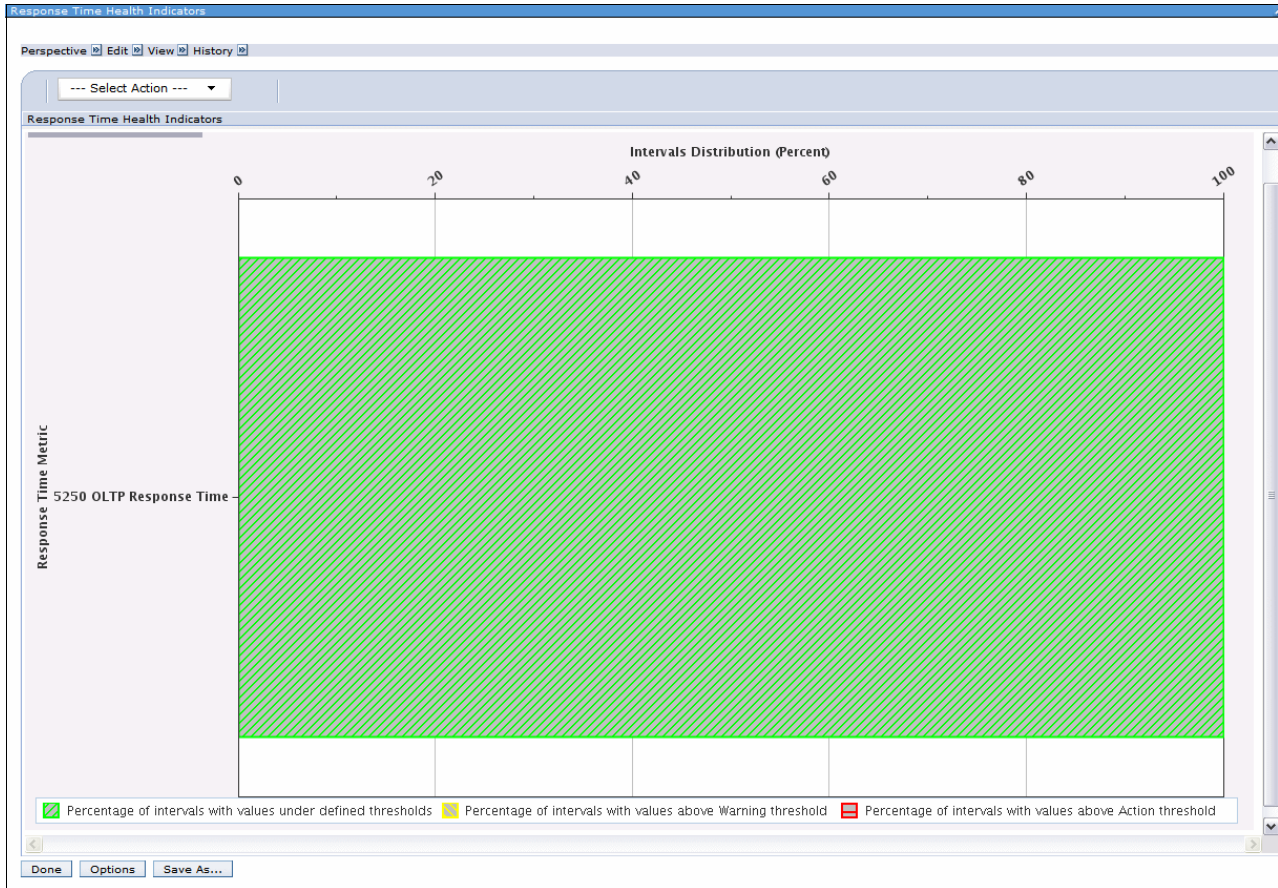 Response Time Health Indicators
Perspective Edit View History
--- Select Action ---
Response Time Health Indicators
Intervals Distribution (Percent)
0 20 40 60 80 100
Response Time Metric
5250 OLTP Response Time
Percentage of intervals with values under defined thresholds Percentage of intervals with values above Warning threshold Percentage of intervals with values above Action threshold
Done Options Save As...